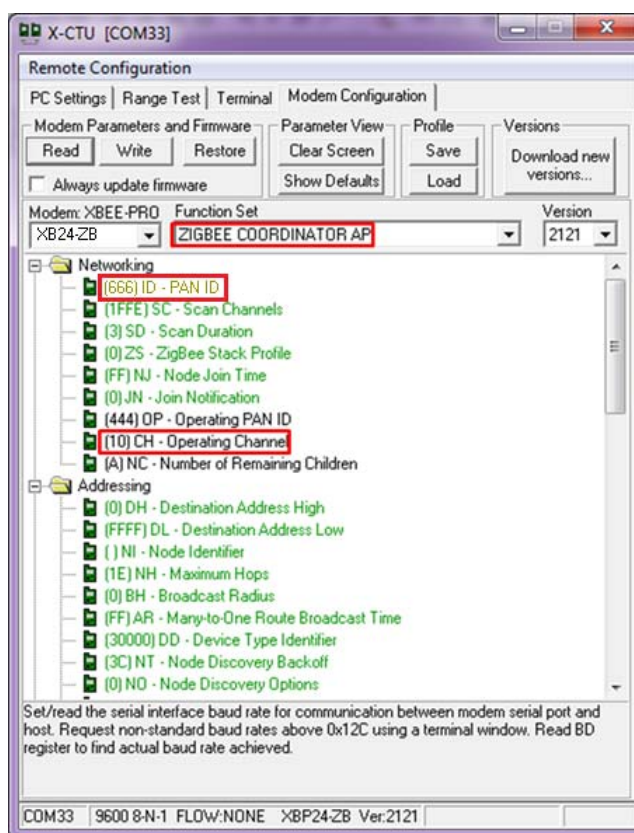 X-CTU [COM33]
Remote Configuration
PC Settings | Range Test | Terminal Modem Configuration
Modem Parameters and Firmware Parameter View Profile Versions
Read Write Restore Clear Screen Save Download new versions...
Always update firmware Show Defaults Load
Modem: XBEE-PRO Function Set Version
XB24-ZB ZIGBEE COORDINATOR AP 2121
Networking
(666) ID - PAN ID
(1FFE) SC - Scan Channels
(3) SD - Scan Duration
(0) ZS - ZigBee Stack Profile
(FF) NJ - Node Join Time
(0) JN - Join Notification
(444) OP - Operating PAN ID
(10) CH - Operating Channel
(A) NC - Number of Remaining Children
Addressing
(0) DH - Destination Address High
(FFFF) DL - Destination Address Low
( ) NI - Node Identifier
(1E) NH - Maximum Hops
(0) BH - Broadcast Radius
(FF) AR - Many-to-One Route Broadcast Time
(30000) DD - Device Type Identifier
(3C) NT - Node Discovery Backoff
(0) NO - Node Discovery Options
Set/read the serial interface baud rate for communication between modem serial port and
host. Request non-standard baud rates above 0x12C using a terminal window. Read BD
register to find actual baud rate achieved.
COM33 9600 8-N-1 FLOW:NONE XBP24-ZB Ver:2121